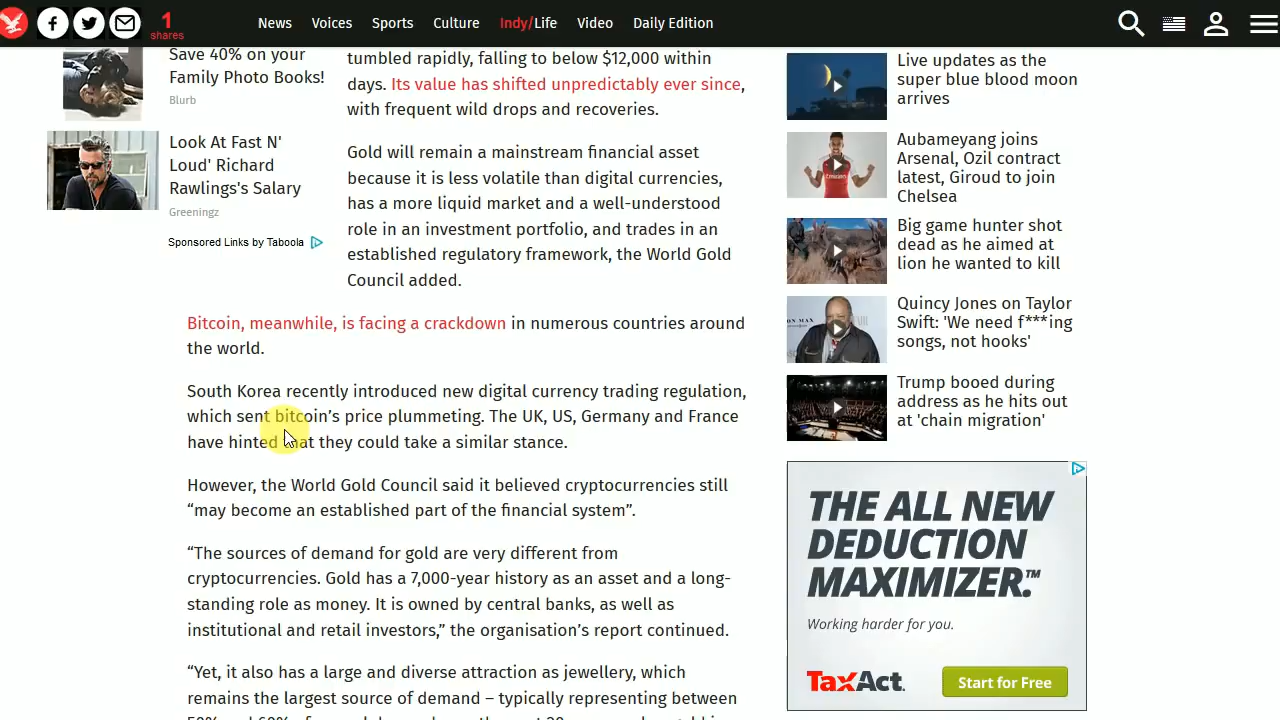 1
shares
News
Voices
Sports
Culture
Indy/Life
Video
Daily Edition
Save 40% on your
Family Photo Books!
Blurb
Look At Fast N'
Loud' Richard
Rawlings's Salary
Greeningz
Sponsored Links by Taboola
tumbled rapidly, falling to below $12,000 within
days. Its value has shifted unpredictably ever since,
with frequent wild drops and recoveries.
Gold will remain a mainstream financial asset
because it is less volatile than digital currencies,
has a more liquid market and a well-understood
role in an investment portfolio, and trades in an
established regulatory framework, the World Gold
Council added.
Bitcoin, meanwhile, is facing a crackdown in numerous countries around
the world.
South Korea recently introduced new digital currency trading regulation,
which sent bitcoin’s price plummeting. The UK, US, Germany and France
have hinted that they could take a similar stance.
However, the World Gold Council said it believed cryptocurrencies still
“may become an established part of the financial system”.
“The sources of demand for gold are very different from
cryptocurrencies. Gold has a 7,000-year history as an asset and a long-
standing role as money. It is owned by central banks, as well as
institutional and retail investors,” the organisation’s report continued.
“Yet, it also has a large and diverse attraction as jewellery, which
remains the largest source of demand – typically representing between
Live updates as the
super blue blood moon
arrives
Aubameyang joins
Arsenal, Ozil contract
latest, Giroud to join
Chelsea
Big game hunter shot
dead as he aimed at
lion he wanted to kill
Quincy Jones on Taylor
Swift: 'We need f***ing
songs, not hooks'
Trump booed during
address as he hits out
at 'chain migration'
THE ALL NEW
DEDUCTION
MAXIMIZER.™
Working harder for you.
TaxAct.
Start for Free